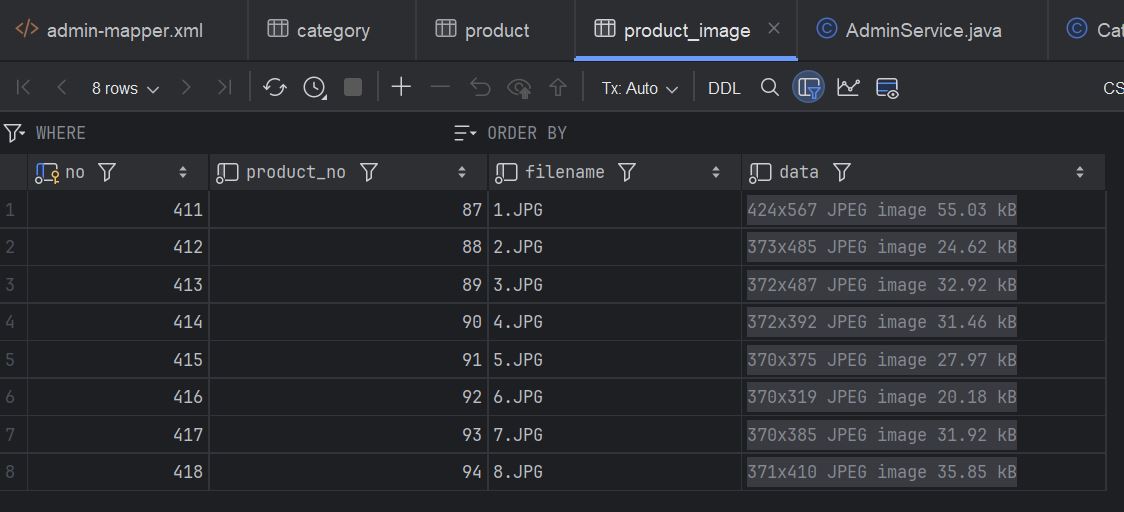 admin-mapper.xml category product product_image AdminService.java Cat
8 rows Tx: Auto DDL CS
WHERE ORDER BY
no product_no filename data
1 411 87 1.JPG 424x567 JPEG image 55.03 kB
2 412 88 2.JPG 373x485 JPEG image 24.62 kB
3 413 89 3.JPG 372x487 JPEG image 32.92 kB
4 414 90 4.JPG 372x392 JPEG image 31.46 kB
5 415 91 5.JPG 370x375 JPEG image 27.97 kB
6 416 92 6.JPG 370x319 JPEG image 20.18 kB
7 417 93 7.JPG 370x385 JPEG image 31.92 kB
8 418 94 8.JPG 371x410 JPEG image 35.85 kB